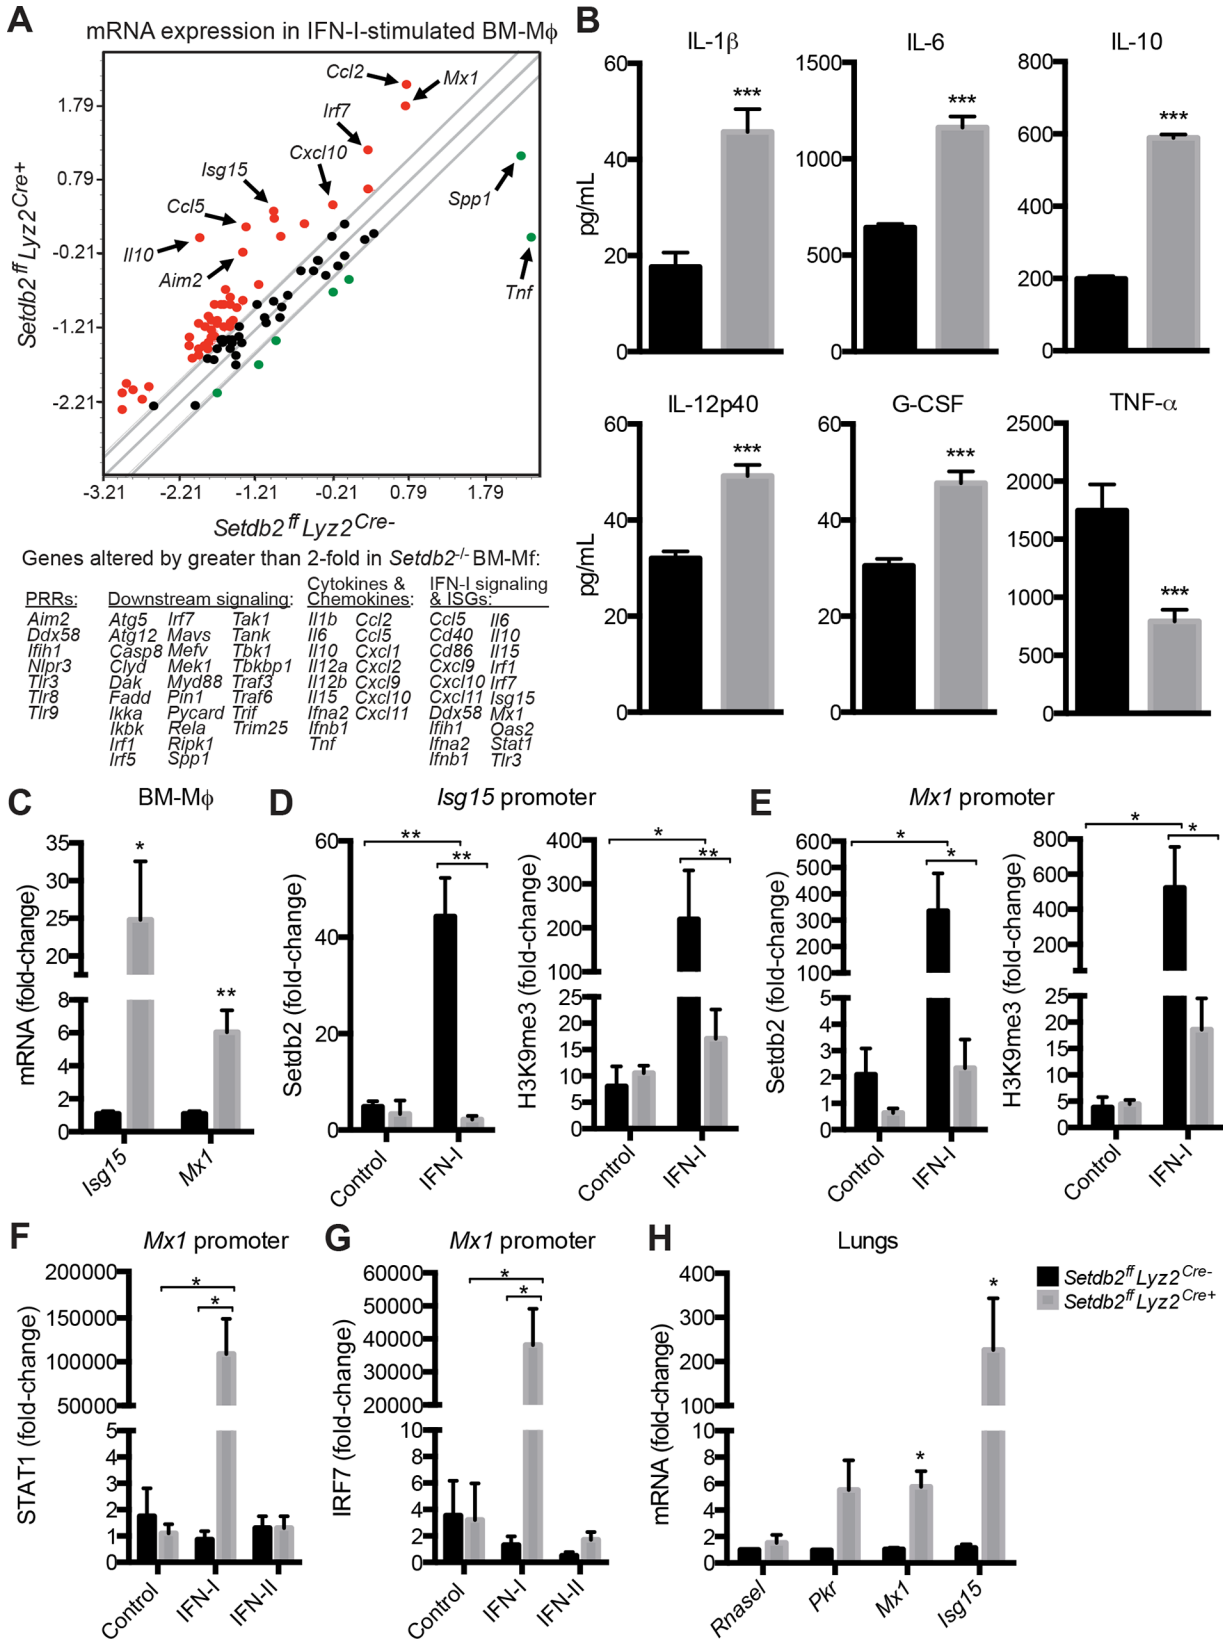 A
mRNA expression in IFN-I-stimulated BM-Mϕ
Ccl2
Mx1
Irf7
Cxcl10
Isg15
Ccl5
Il10
Aim2
Spp1
Tnf
1.79
0.79
-0.21
-1.21
-2.21
Setdb2ff Lyz2Cre+
-3.21 -2.21 -1.21 -0.21 0.79 1.79
Setdb2ff Lyz2Cre-
Genes altered by greater than 2-fold in Setdb2-/- BM-Mf:
PRRs:
Aim2
Ddx58
Ifih1
Nlpr3
Tlr3
Tlr8
Tlr9
Downstream signaling:
Atg5 Irf7 Tak1
Atg12 Mavs Tank
Casp8 Mefv Tbk1
Clyd Mek1 Tbkbp1
Dak Myd88 Traf3
Fadd Pin1 Traf6
Ikka Pycard Trif
Ikbk Rela Trim25
Irf1 Ripk1
Irf5 Spp1
Cytokines &
Chemokines:
Il1b Ccl2
Il6 Ccl5
Il10 Cxcl1
Il12a Cxcl2
Il12b Cxcl9
Il15 Cxcl10
Ifna2 Cxcl11
Ifnb1
Tnf
IFN-I signaling
& ISGs:
Ccl5 Il6
Cd40 Il10
Cd86 Il15
Cxcl9 Irf1
Cxcl10 Irf7
Cxcl11 Isg15
Ddx58 Mx1
Ifih1 Oas2
Ifna2 Stat1
Ifnb1 Tlr3
B
IL-1β
pg/mL
60
40
20
0
***
IL-6
1500
1000
500
0
***
IL-10
800
600
400
200
0
***
IL-12p40
pg/mL
60
40
20
0
***
G-CSF
60
40
20
0
***
TNF-α
2500
2000
1500
1000
500
0
***
C
BM-Mϕ
mRNA (fold-change)
35
30
25
20
8
6
4
2
0
*
**
Isg15
Mx1
D
Isg15 promoter
Setdb2 (fold-change)
60
40
20
0
**
**
Control
IFN-I
H3K9me3 (fold-change)
400
300
200
100
25
20
15
10
5
0
*
**
Control
IFN-I
E
Mx1 promoter
Setdb2 (fold-change)
600
500
400
300
200
100
5
4
3
2
1
0
*
*
Control
IFN-I
H3K9me3 (fold-change)
800
600
400
200
25
20
15
10
5
0
*
*
Control
IFN-I
F
Mx1 promoter
STAT1 (fold-change)
200000
150000
100000
50000
5
4
3
2
1
0
*
*
Control
IFN-I
IFN-II
G
Mx1 promoter
IRF7 (fold-change)
60000
50000
40000
30000
20000
10
8
6
4
2
0
*
*
Control
IFN-I
IFN-II
H
Lungs
mRNA (fold-change)
400
300
200
100
10
8
6
4
2
0
*
*
Rnasel
Pkr
Mx1
Isg15
Setdb2ff Lyz2Cre-
Setdb2ff Lyz2Cre+